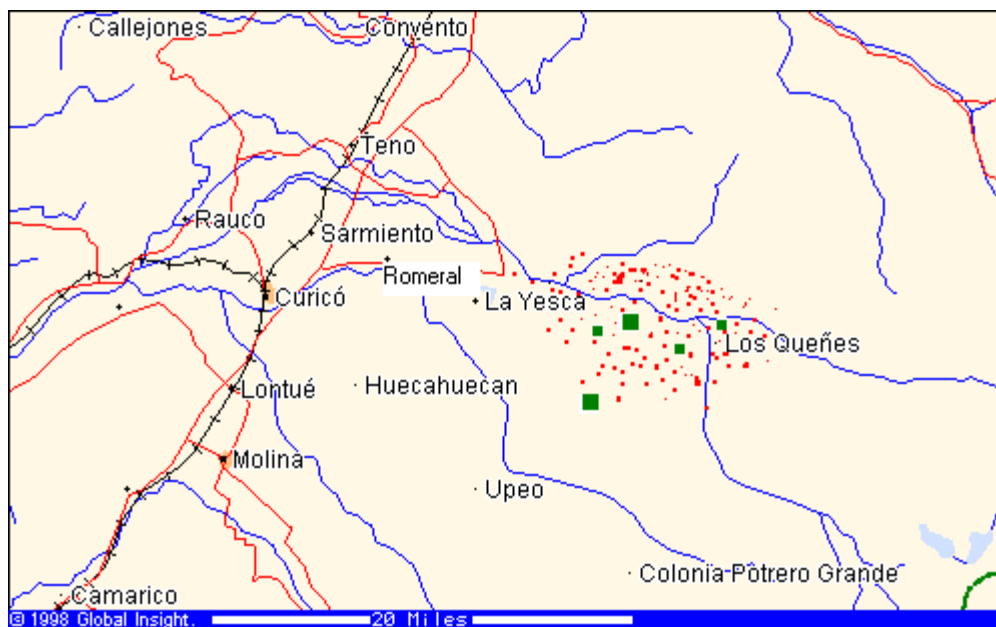 Callejones
Convento
Teno
Rauco
Sarmiento
Romeral
Curicó
La Yesca
Los Queñes
Lontué
Huecahuecan
Molina
Upeo
Colonia Potrero Grande
Camarico
© 1998 Global Insight.
20 Miles